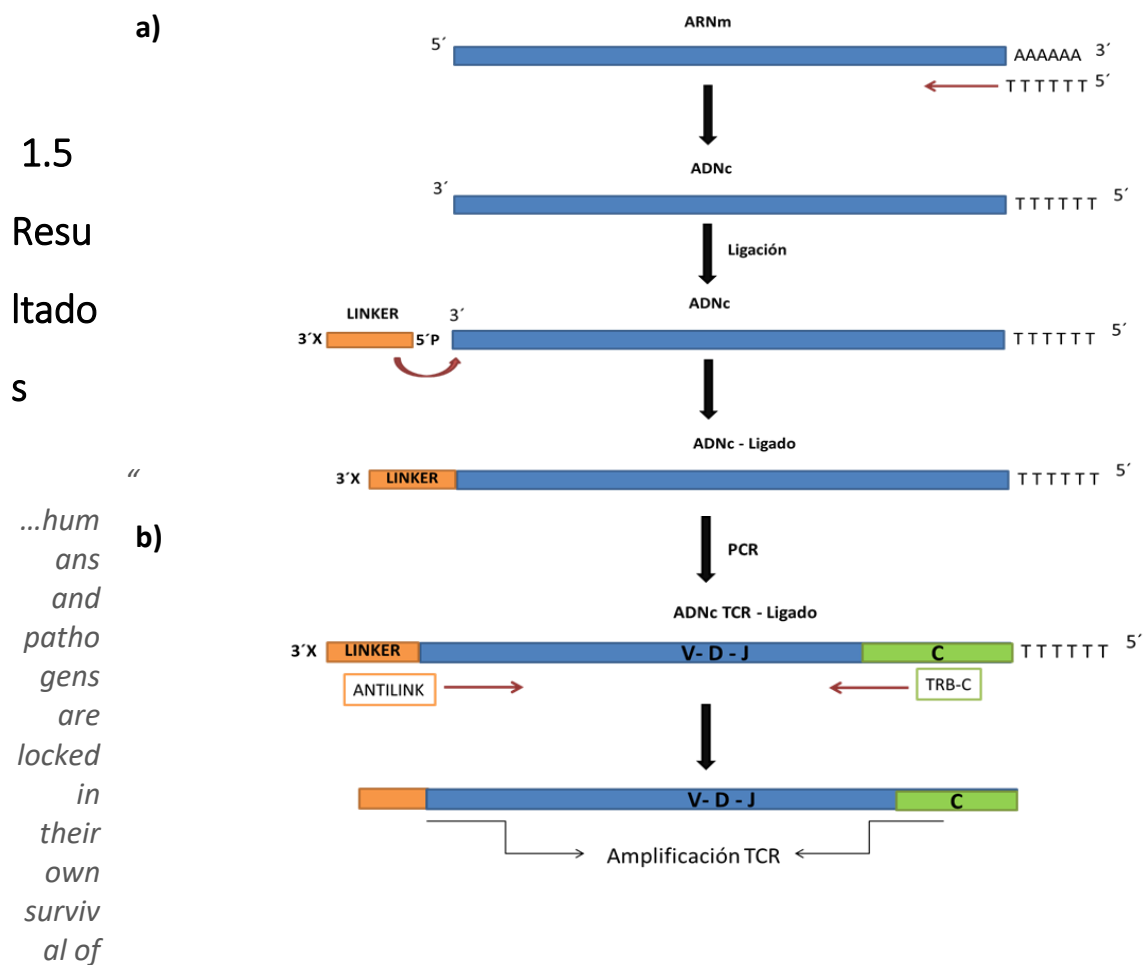 a)
ARNm
5´
AAAAAA 3´
TTTTTT 5´
1.5
Resu
ltado
s
ADNc
3´
TTTTTT 5´
Ligación
ADNc
LINKER
3´
3´X
5´P
TTTTTT 5´
ADNc - Ligado
3´X
LINKER
TTTTTT 5´
“
...hum
ans
and
patho
gens
are
locked
in
their
own
surviv
al of
b)
PCR
ADNc TCR - Ligado
3´X
LINKER
V- D - J
C
TTTTTT 5´
ANTILINK
TRB-C
V- D - J
C
Amplificación TCR